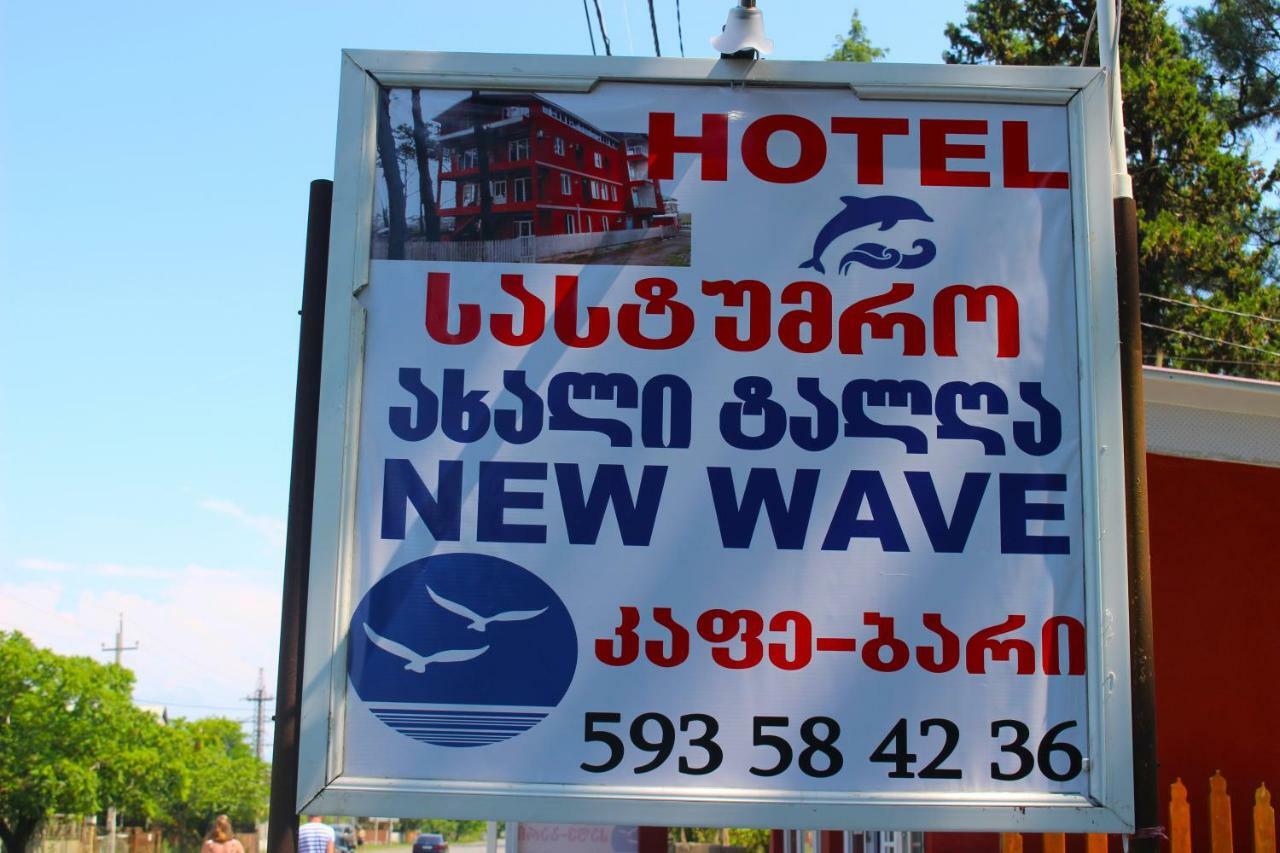 HOTEL
სასტუმრო
ახალი ტალღა
NEW WAVE
კაფე-ბარი
593 58 42 36